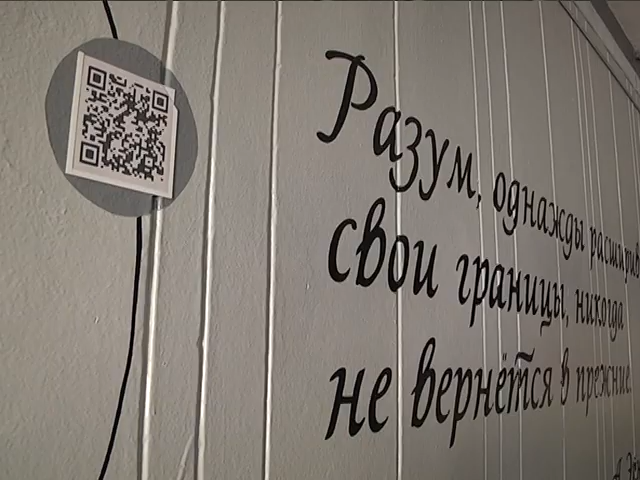 Разум, однажды расширив
свои границы, никогда
не вернётся в прежние.